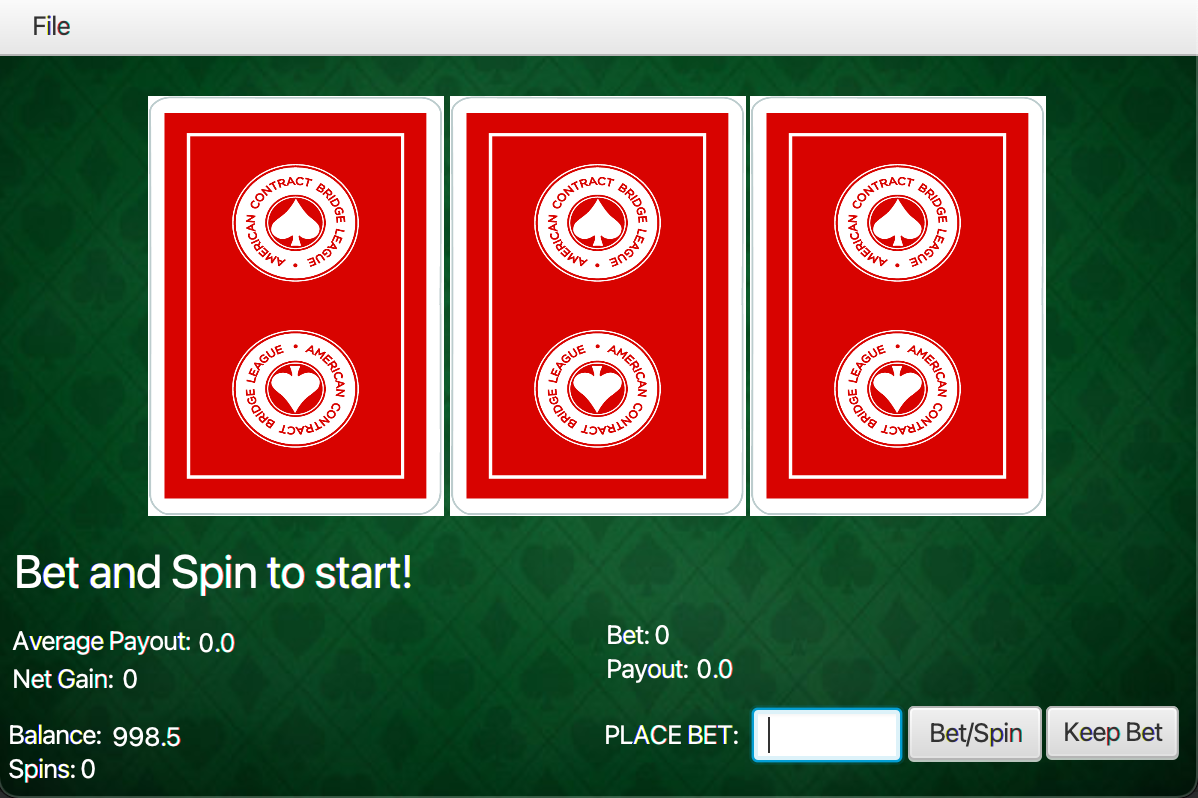 File
AMERICAN CONTRACT BRIDGE LEAGUE •
AMERICAN CONTRACT BRIDGE LEAGUE •
AMERICAN CONTRACT BRIDGE LEAGUE •
AMERICAN CONTRACT BRIDGE LEAGUE •
AMERICAN CONTRACT BRIDGE LEAGUE •
AMERICAN CONTRACT BRIDGE LEAGUE •
Bet and Spin to start!
Average Payout: 0.0
Bet: 0
Net Gain: 0
Payout: 0.0
Balance: 998.5
PLACE BET: Bet/Spin Keep Bet
Spins: 0